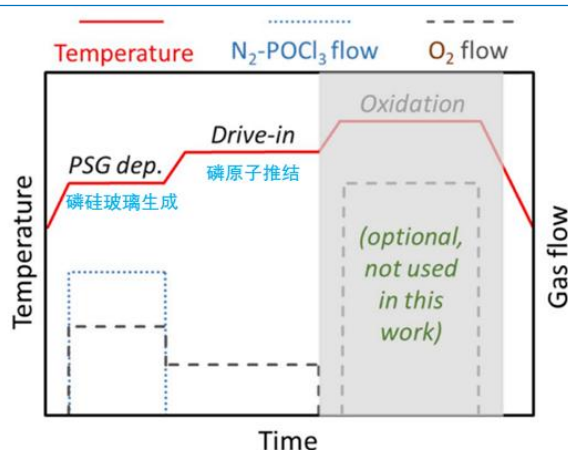 Temperature
N₂-POCl₃ flow
O₂ flow
Oxidation
Drive-in
磷原子推结
PSG dep.
磷硅玻璃生成
(optional,
not used
in this
work)
Temperature
Gas flow
Time